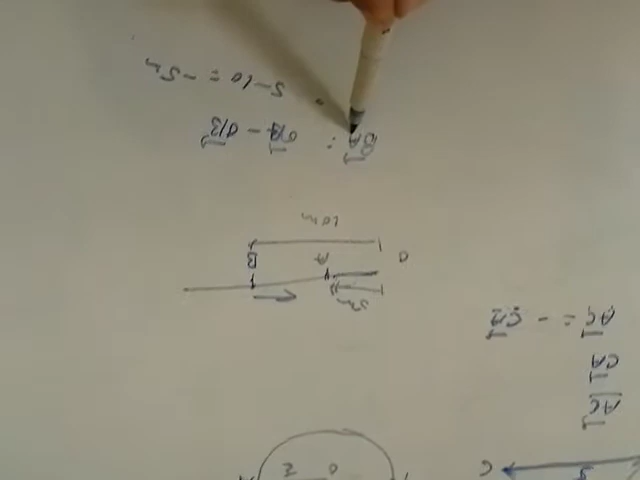 C
AC
CA
AC = - CA
5m
O A B
10m
BA = OA - OB
5-10 = -5m